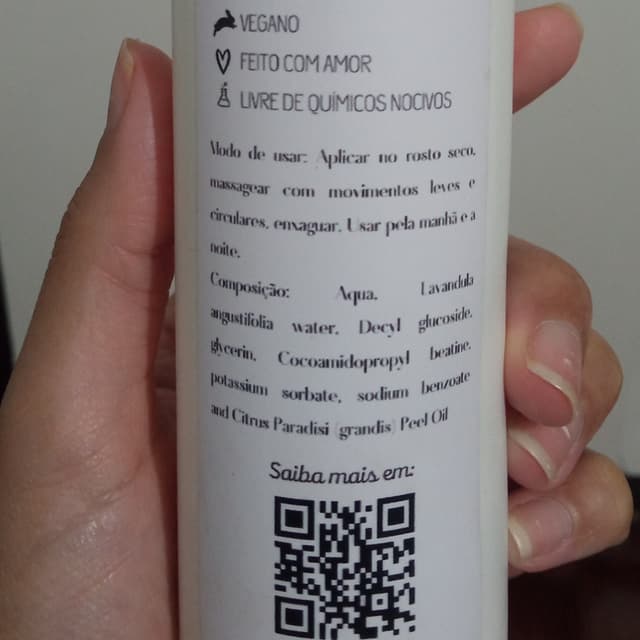 VEGANO
FEITO COM AMOR
LIVRE DE QUÍMICOS NOCIVOS
Modo de usar: Aplicar no rosto seco,
massagear com movimentos leves e
circulares, enxaguar. Usar pela manhã e a
noite.
Composição: Aqua, Lavandula
angustifolia water, Decyl glucoside,
glycerin, Cocoamidopropyl beatine,
potassium sorbate, sodium benzoate
and Citrus Paradisi (grandis) Peel Oil
Saiba mais em: